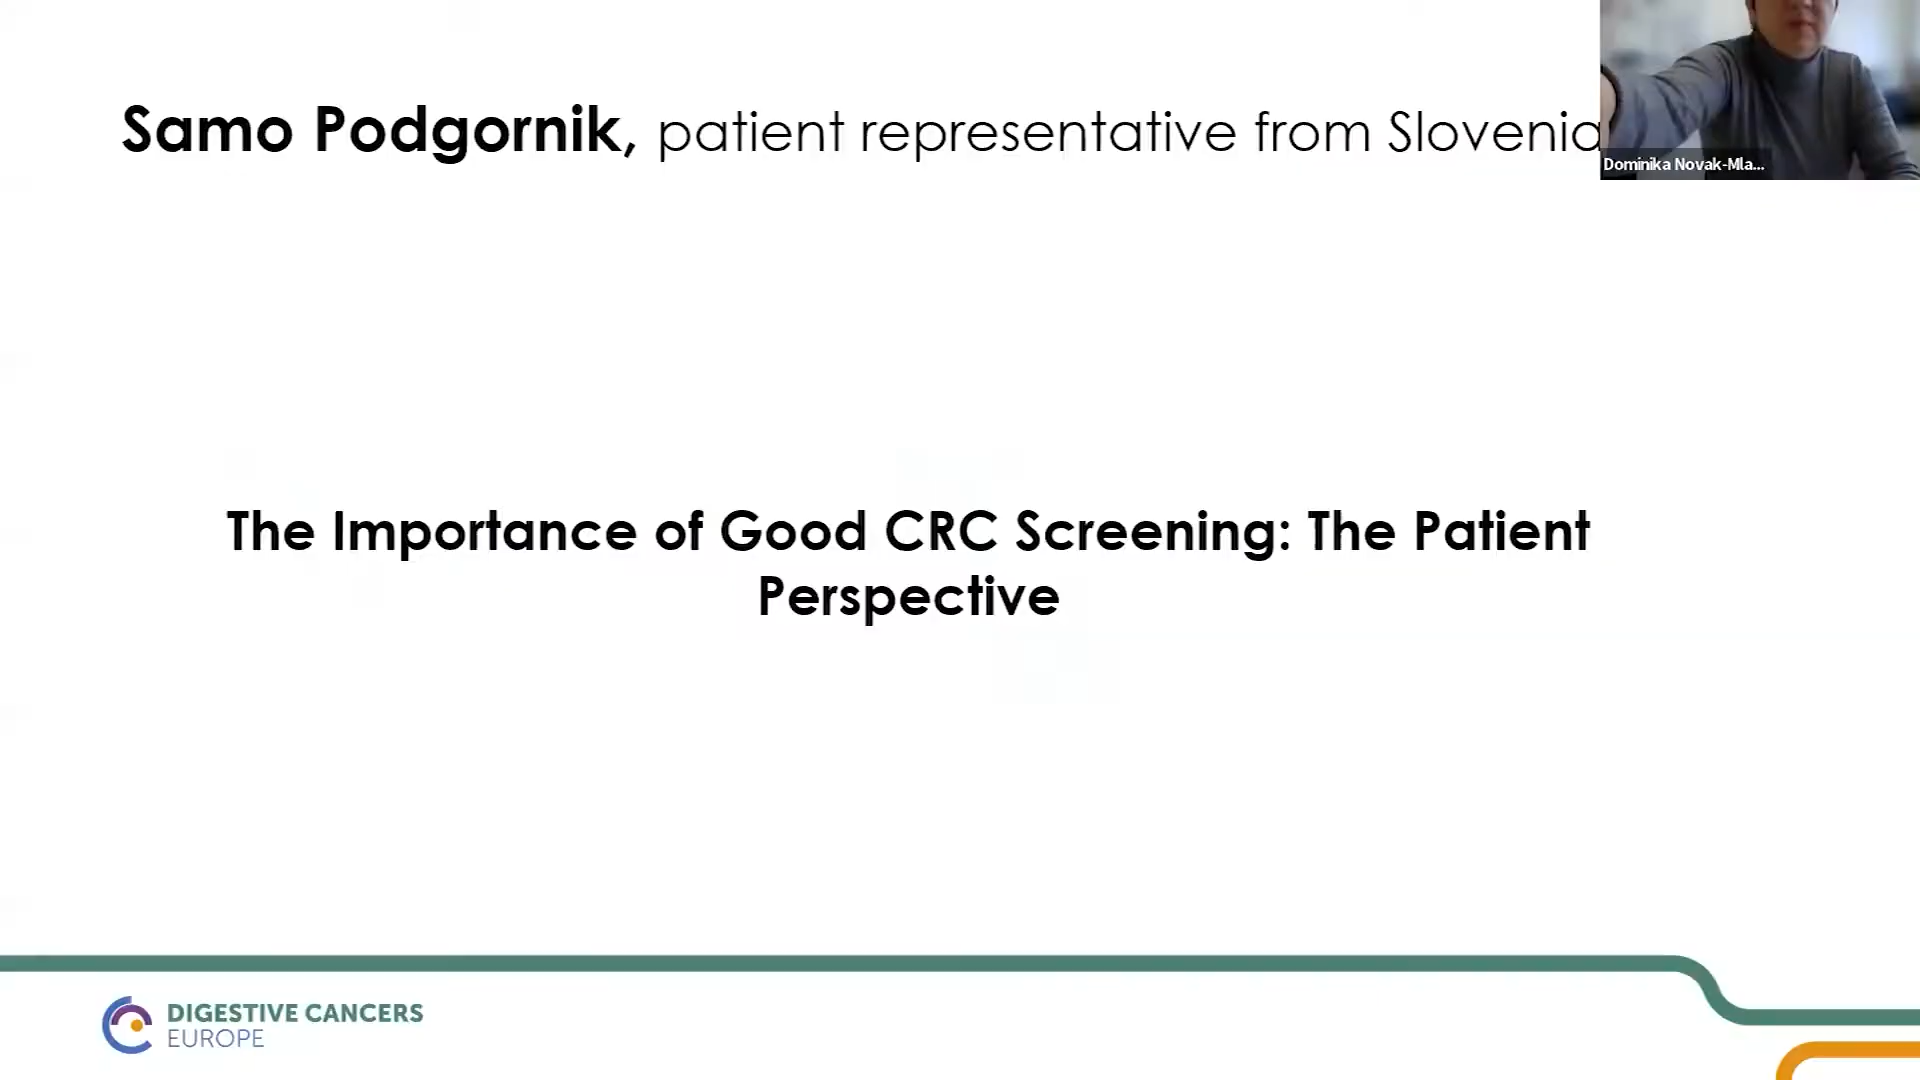 Samo Podgornik, patient representative from Slovenia
Dominika Novak-Mla...
The Importance of Good CRC Screening: The Patient
Perspective
DIGESTIVE CANCERS
EUROPE